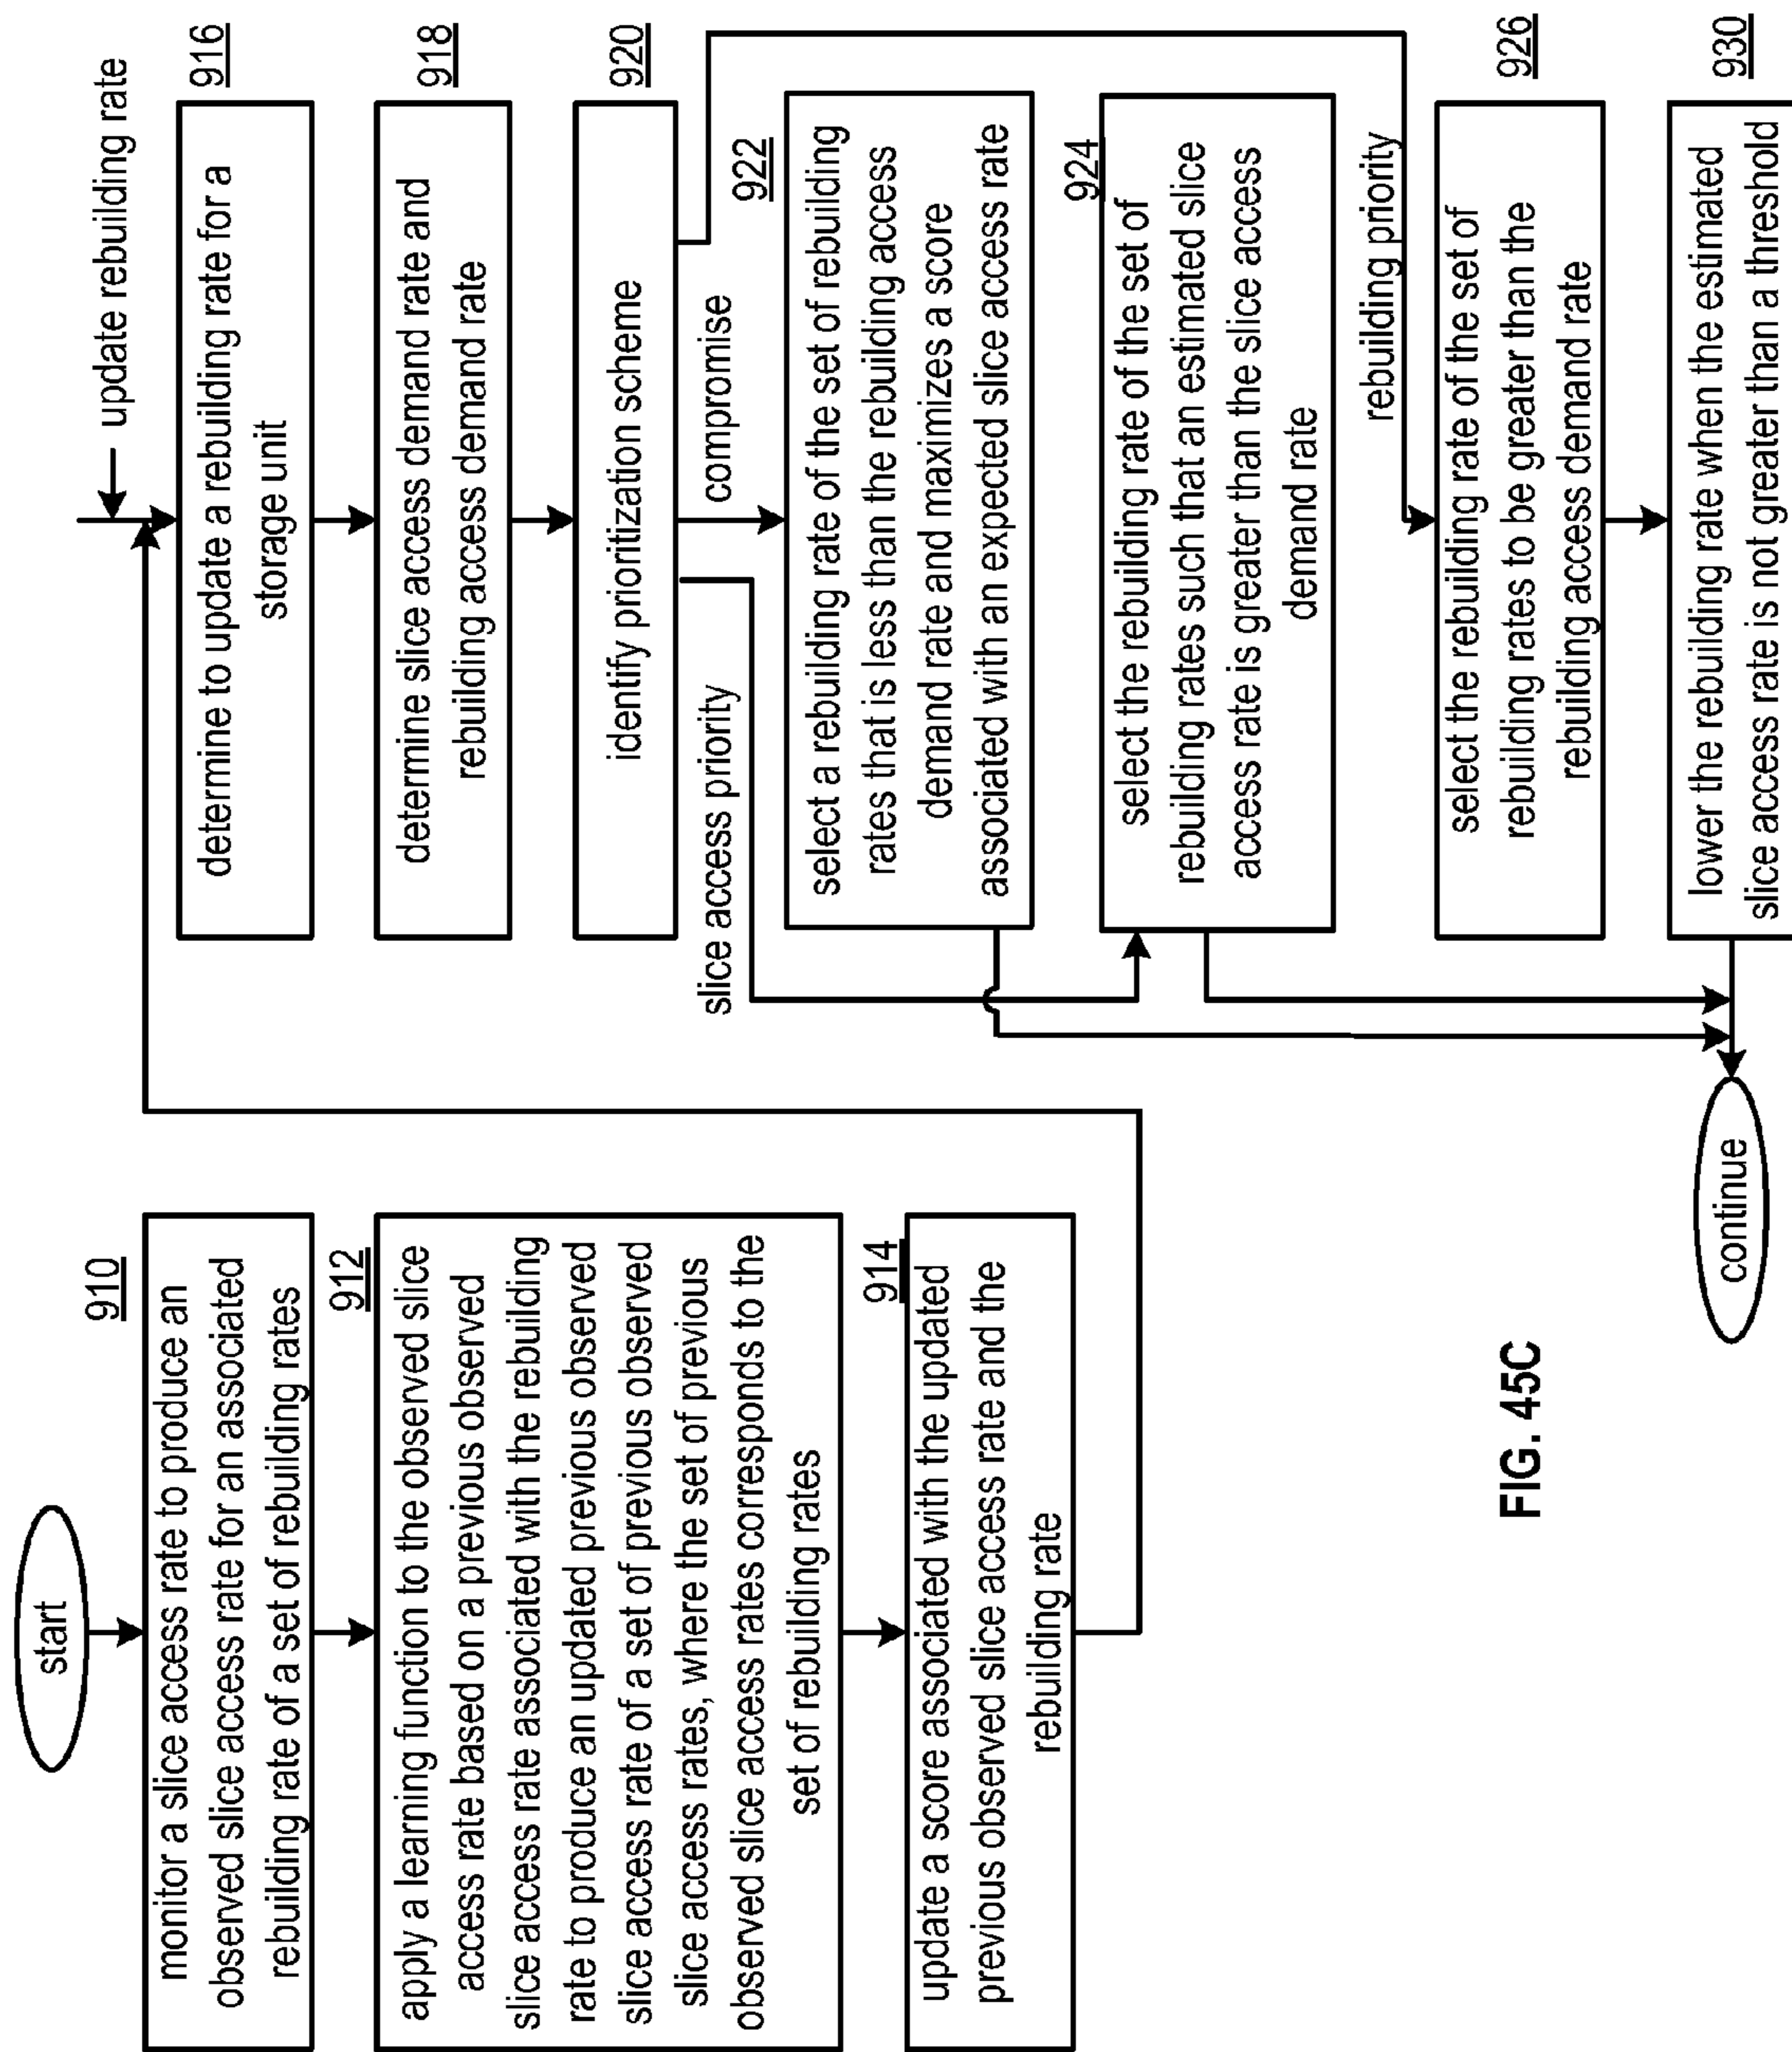 start
910
monitor a slice access rate to produce an
observed slice access rate for an associated
rebuilding rate of a set of rebuilding rates
912
apply a learning function to the observed slice
access rate based on a previous observed
slice access rate associated with the rebuilding
rate to produce an updated previous observed
slice access rate of a set of previous observed
slice access rates, where the set of previous
observed slice access rates corresponds to the
set of rebuilding rates
914
update a score associated with the updated
previous observed slice access rate and the
rebuilding rate
update rebuilding rate
916
determine to update a rebuilding rate for a
storage unit
918
determine slice access demand rate and
rebuilding access demand rate
920
identify prioritization scheme
slice access priority
compromise
922
select a rebuilding rate of the set of rebuilding
rates that is less than the rebuilding access
demand rate and maximizes a score
associated with an expected slice access rate
924
select the rebuilding rate of the set of
rebuilding rates such that an estimated slice
access rate is greater than the slice access
demand rate
rebuilding priority
926
select the rebuilding rate of the set of
rebuilding rates to be greater than the
rebuilding access demand rate
930
lower the rebuilding rate when the estimated
slice access rate is not greater than a threshold
continue
FIG. 45C